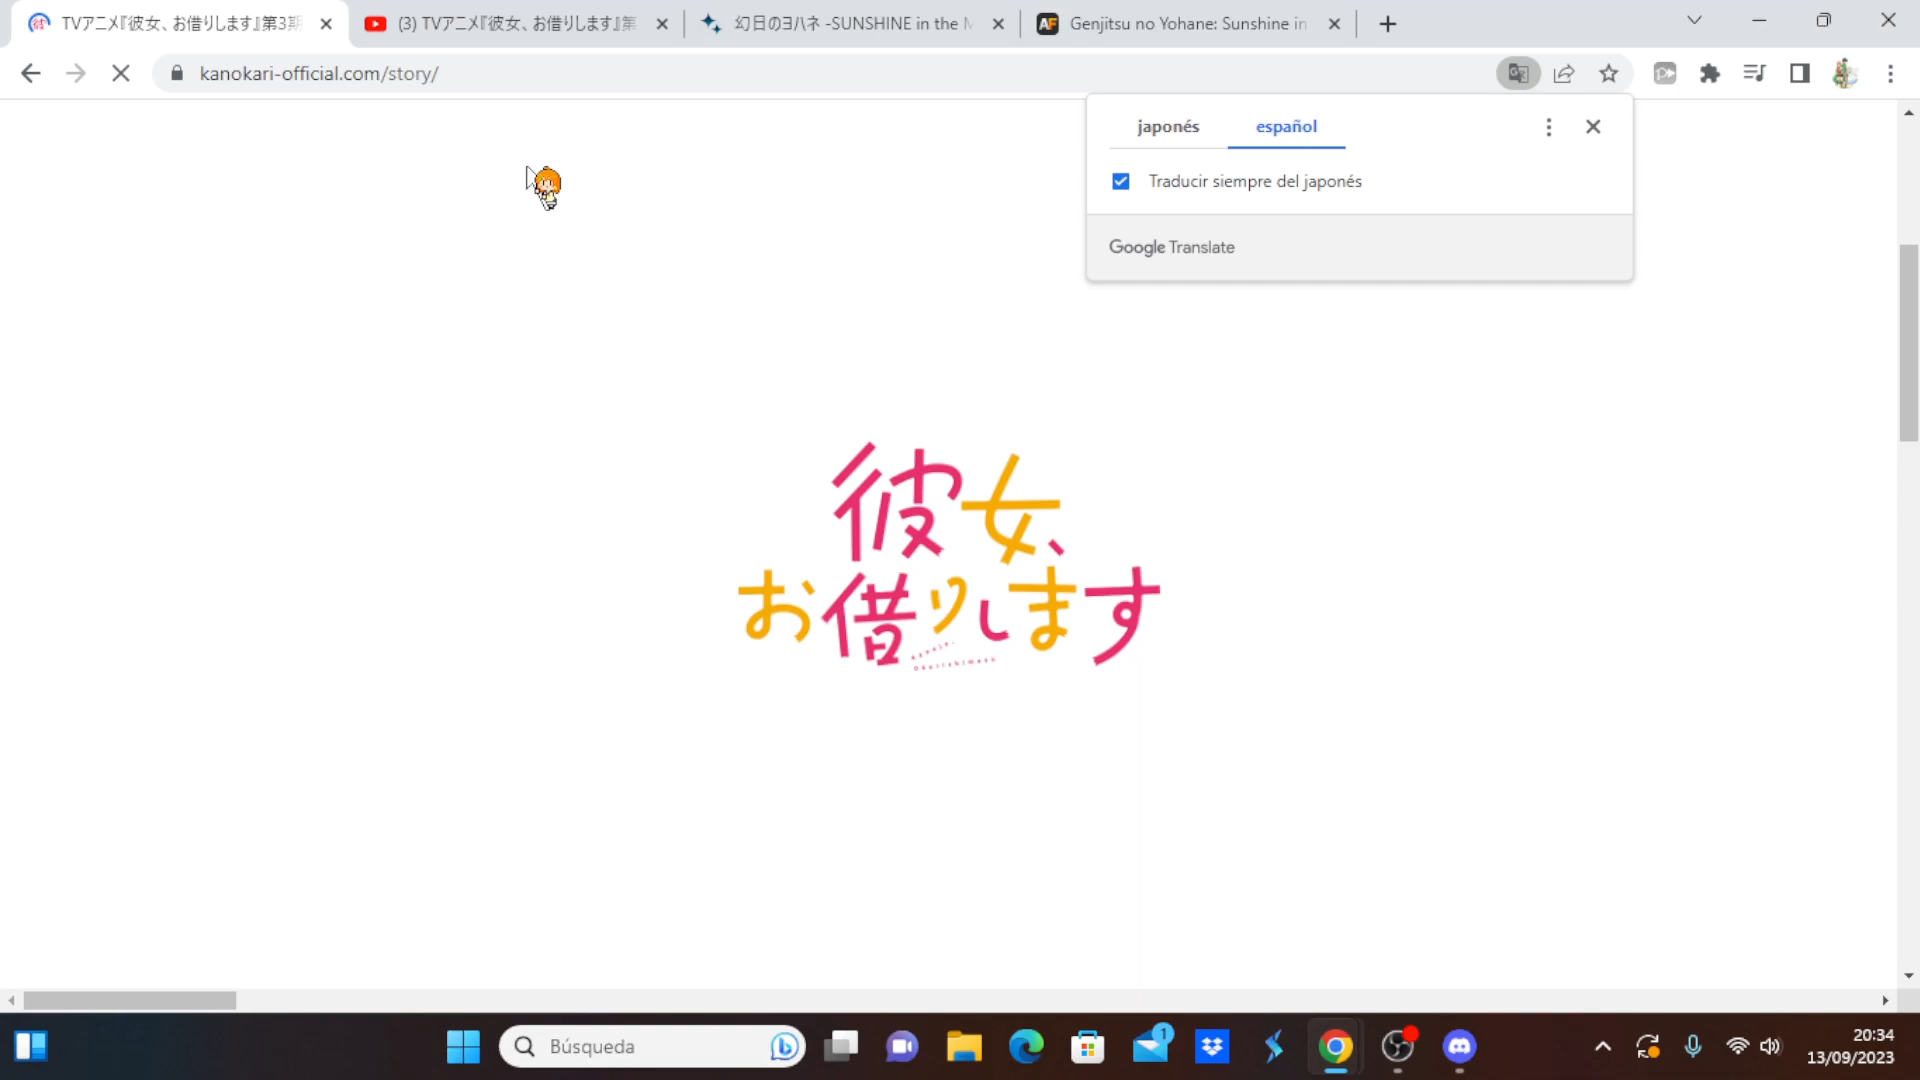 TVアニメ『彼女、お借りします』第3期
(3) TVアニメ『彼女、お借りします』第
幻日のヨハネ -SUNSHINE in the M
Genjitsu no Yohane: Sunshine in
kanokari-official.com/story/
japonés
español
Traducir siempre del japonés
Google Translate
彼女、
お借りします
Búsqueda
1
20:34
13/09/2023